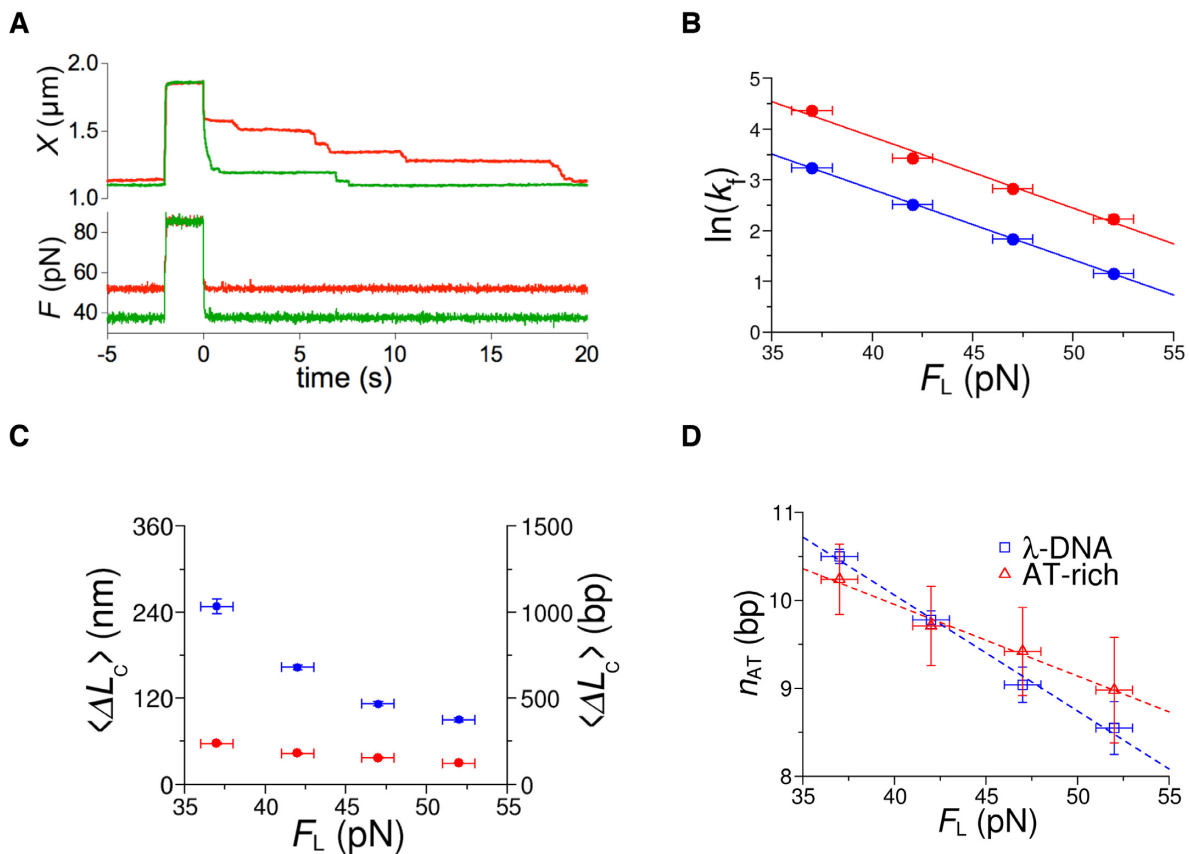 A
X (µm)
2.0
1.5
1.0
F (pN)
80
60
40
-5 0 5 10 15 20
time (s)
B
ln(kf)
5
4
3
2
1
0
35 40 45 50 55
FL (pN)
C
<ΔLc> (nm)
360
240
120
0
35 40 45 50 55
FL (pN)
1500
1000
500
0
<ΔLc> (bp)
D
nAT (bp)
11
10
9
8
λ-DNA
AT-rich
35 40 45 50 55
FL (pN)